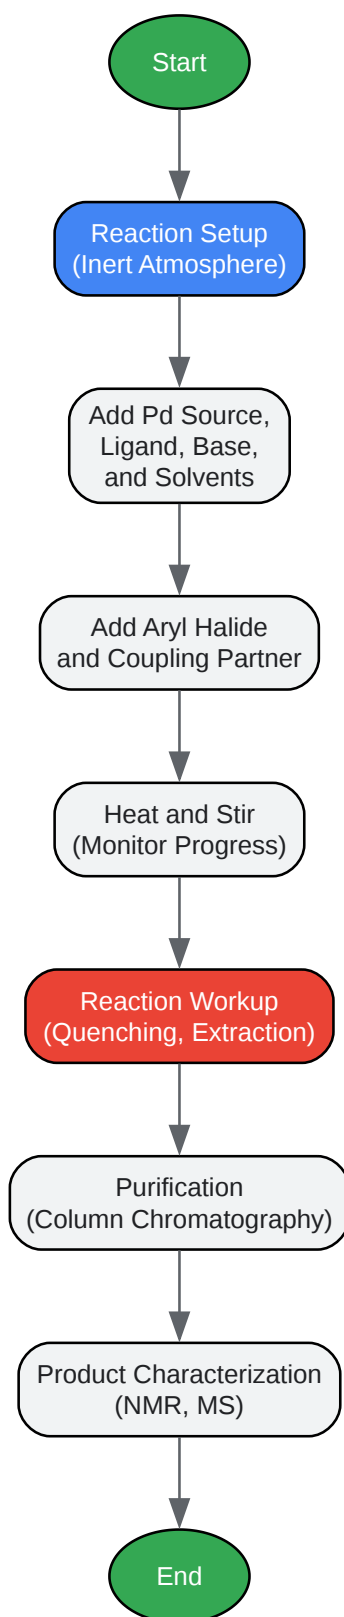 Start
Reaction Setup
(Inert Atmosphere)
Add Pd Source,
Ligand, Base,
and Solvents
Add Aryl Halide
and Coupling Partner
Heat and Stir
(Monitor Progress)
Reaction Workup
(Quenching, Extraction)
Purification
(Column Chromatography)
Product Characterization
(NMR, MS)
End